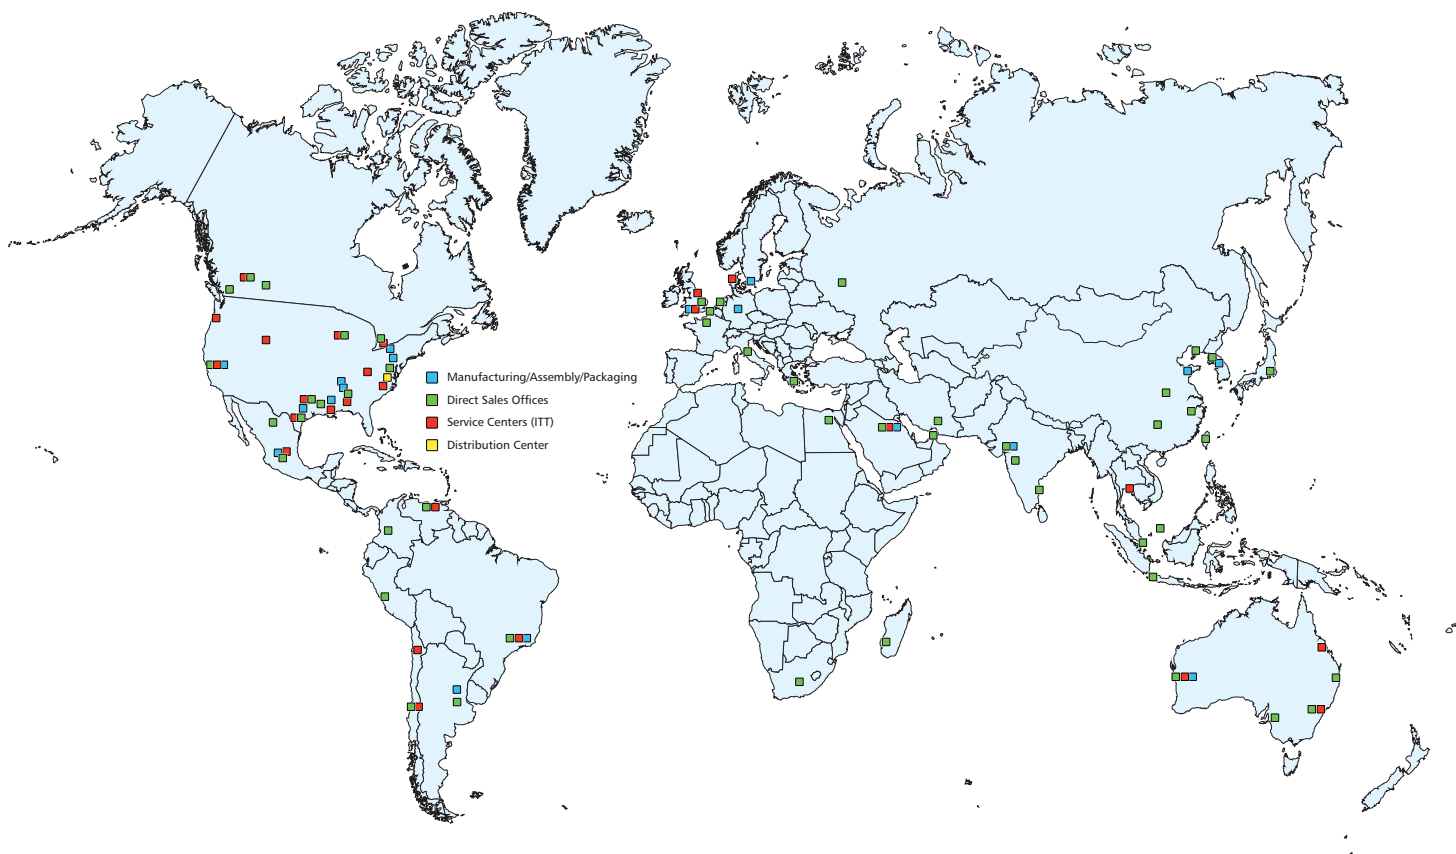 Manufacturing/Assembly/Packaging
Direct Sales Offices
Service Centers (ITT)
Distribution Center